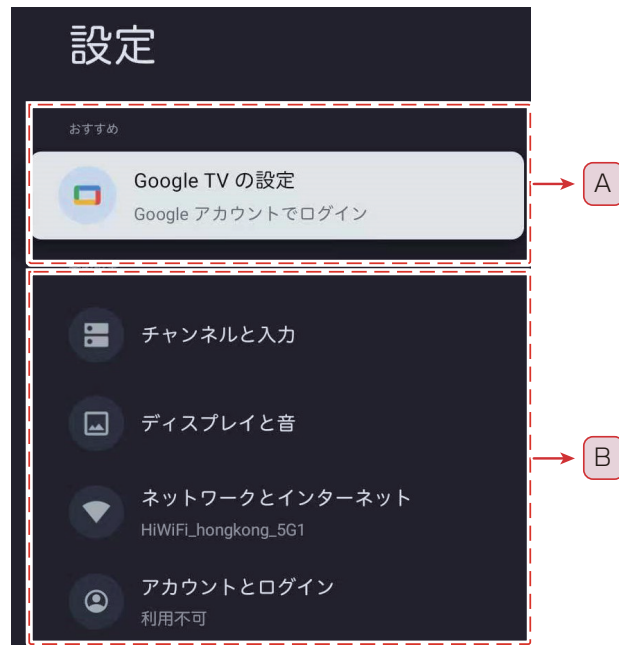 設定
おすすめ
Google TV の設定
Google アカウントでログイン
A
チャンネルと入力
ディスプレイと音
B
ネットワークとインターネット
HiWiFi_hongkong_5G1
アカウントとログイン
利用不可